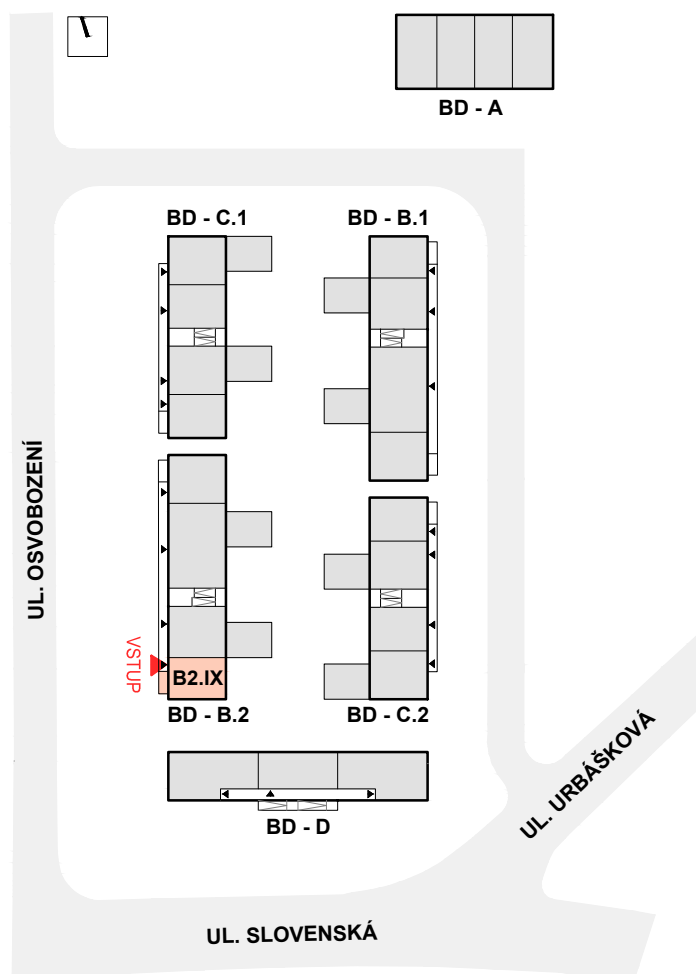 BD - A
BD - C.1
BD - B.1
UL. OSVOBOZENÍ
VSTUP
B2.IX
BD - B.2
BD - C.2
BD - D
UL. URBÁŠKOVÁ
UL. SLOVENSKÁ